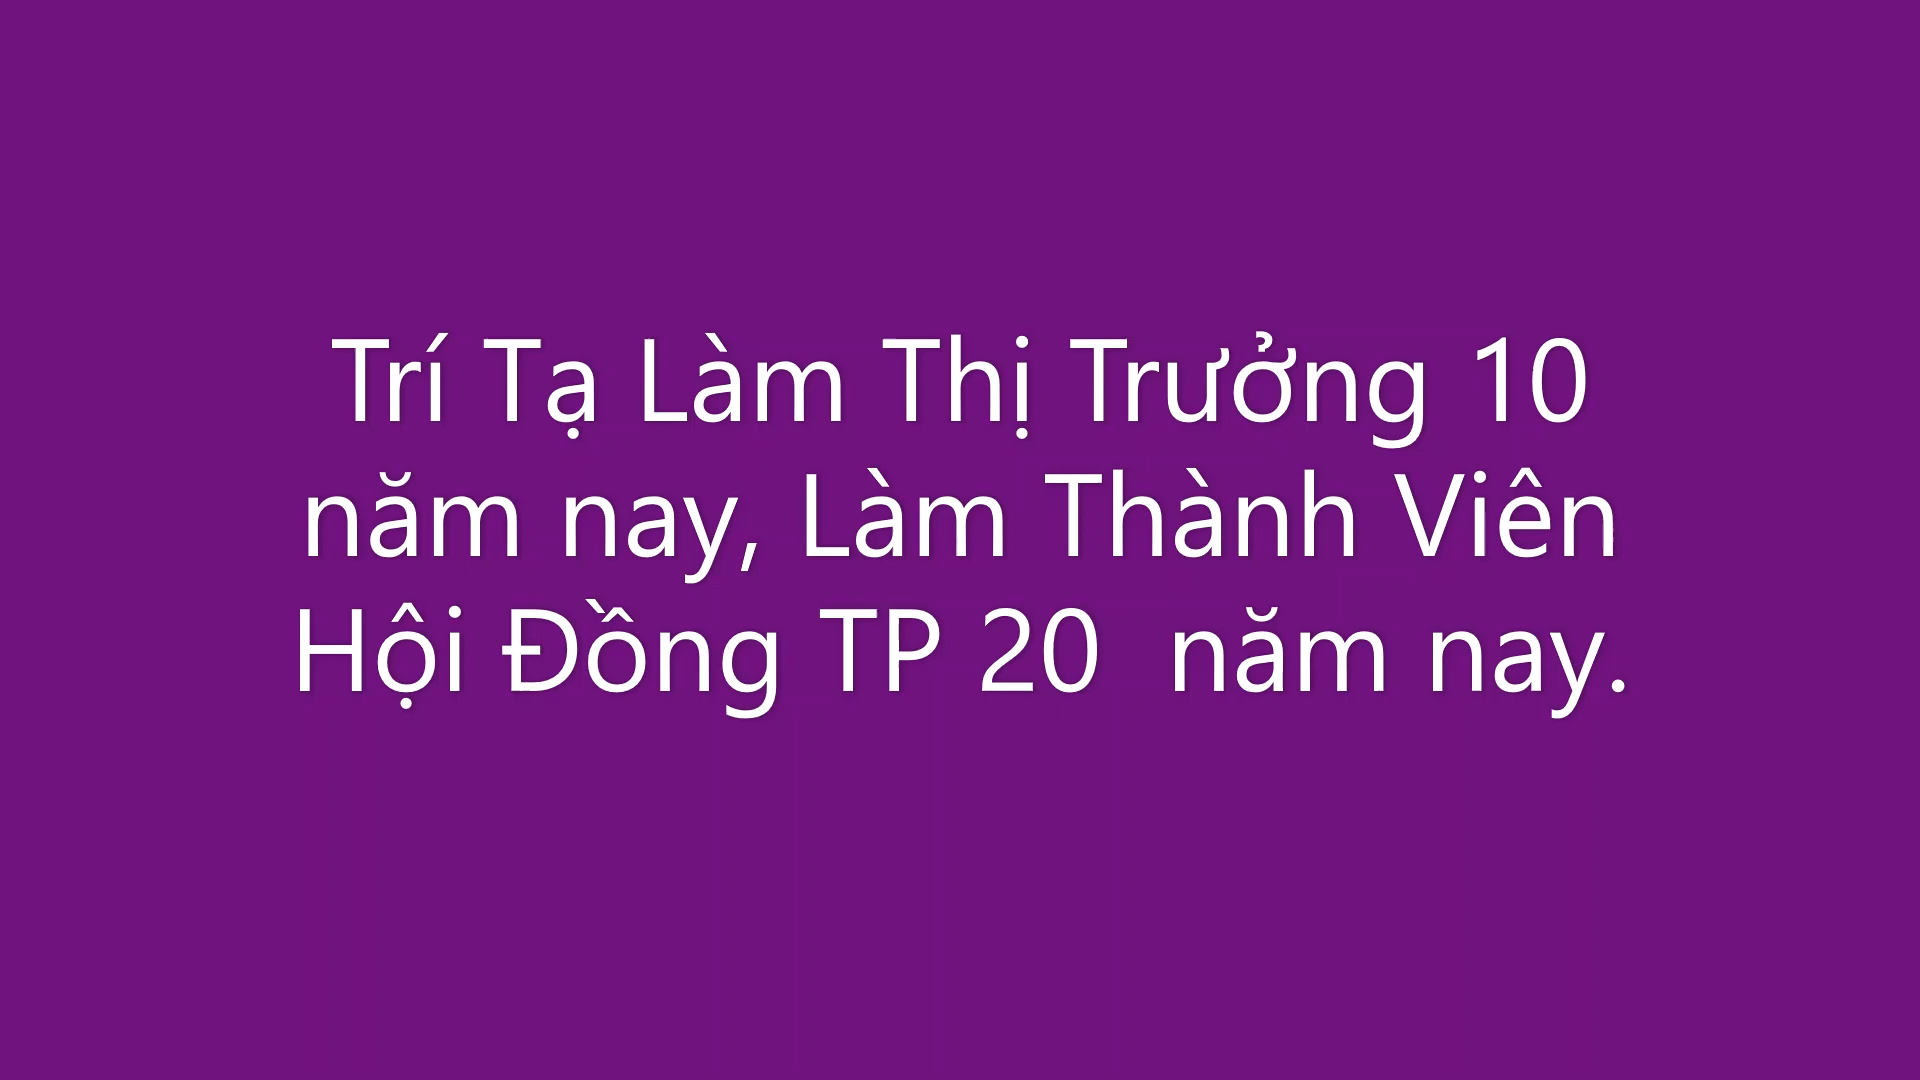 Trí Tạ Làm Thị Trưởng 10
năm nay, Làm Thành Viên
Hội Đồng TP 20  năm nay.